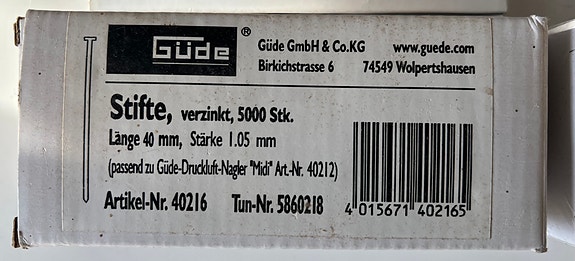 Güde ®
Güde GmbH & Co.KG www.guede.com
Birkichstrasse 6 74549 Wolpertshausen
Stifte, verzinkt, 5000 Stk.
Länge 40 mm, Stärke 1.05 mm
(passend zu Güde-Druckluft-Nagler "Midi" Art.-Nr. 40212)
Artikel-Nr. 40216 Tun-Nr. 5860218
4 015671 402165